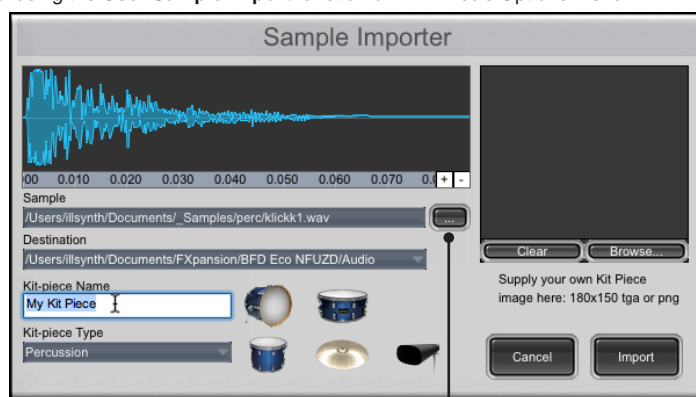 Sample Importer
00 0.010 0.020 0.030 0.040 0.050 0.060 0.070 + -
Sample
/Users/illsynth/Documents/_Samples/perc/klickk1.wav
...
Destination
/Users/illsynth/Documents/FXpansion/BFD Eco NFUZD/Audio
Kit-piece Name
My Kit Piece
Kit-piece Type
Percussion
Clear
Browse...
Supply your own Kit Piece
image here: 180x150 tga or png
Cancel
Import